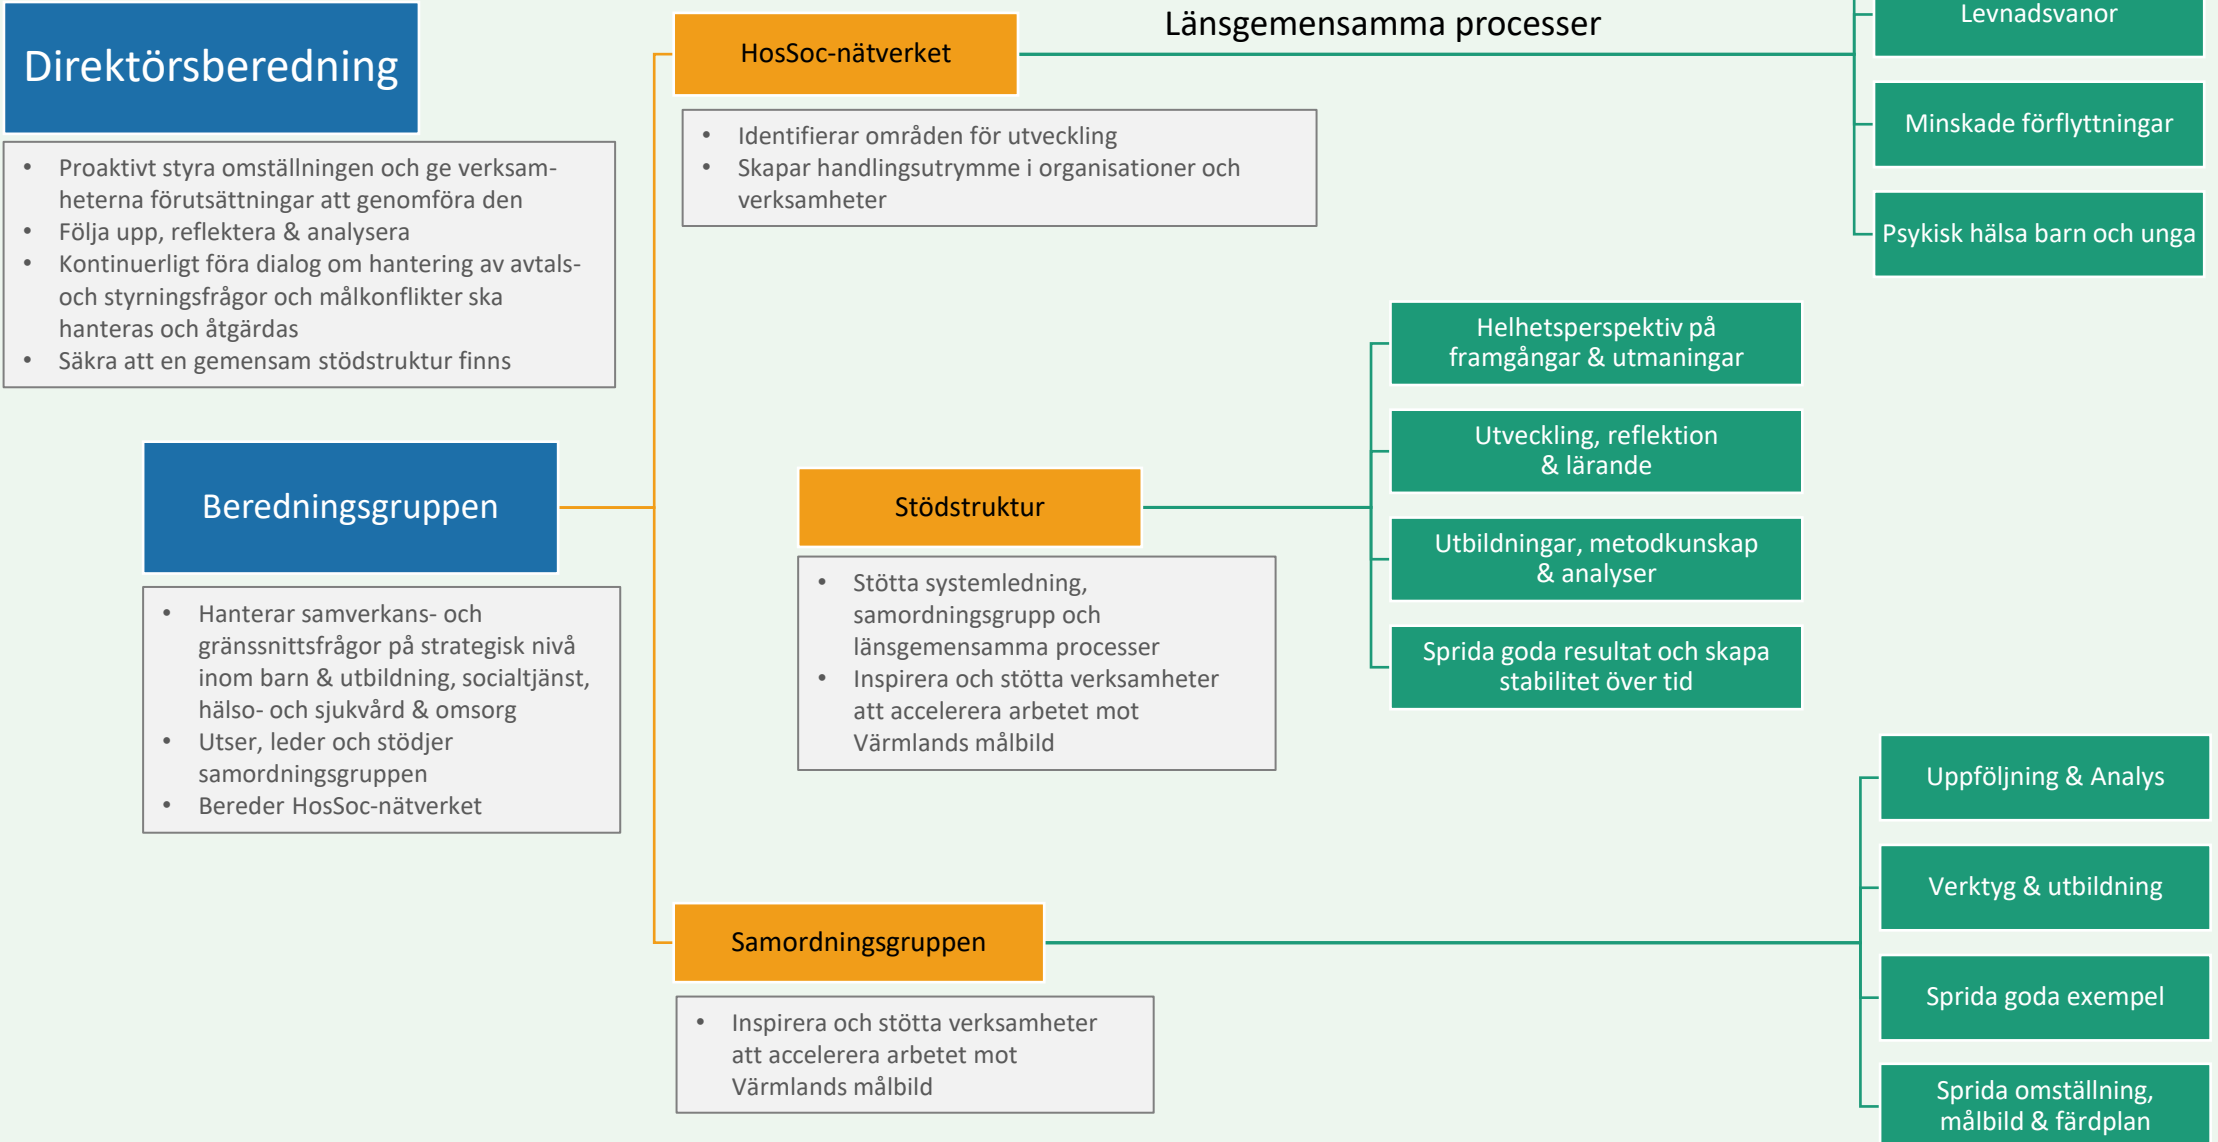 Direktörsberedning
• Proaktivt styra omställningen och ge verksam-
heterna förutsättningar att genomföra den
• Följa upp, reflektera & analysera
• Kontinuerligt föra dialog om hantering av avtals-
och styrningsfrågor och målkonflikter ska
hanteras och åtgärdas
• Säkra att en gemensam stödstruktur finns
Beredningsgruppen
• Hanterar samverkans- och
gränssnittsfrågor på strategisk nivå
inom barn & utbildning, socialtjänst,
hälso- och sjukvård & omsorg
• Utser, leder och stödjer
samordningsgruppen
• Bereder HosSoc-nätverket
HosSoc-nätverket
• Identifierar områden för utveckling
• Skapar handlingsutrymme i organisationer och
verksamheter
Länsgemensamma processer
Levnadsvanor
Minskade förflyttningar
Psykisk hälsa barn och unga
Stödstruktur
• Stötta systemledning,
samordningsgrupp och
länsgemensamma processer
• Inspirera och stötta verksamheter
att accelerera arbetet mot
Värmlands målbild
Helhetsperspektiv på
framgångar & utmaningar
Utveckling, reflektion
& lärande
Utbildningar, metodkunskap
& analyser
Sprida goda resultat och skapa
stabilitet över tid
Samordningsgruppen
• Inspirera och stötta verksamheter
att accelerera arbetet mot
Värmlands målbild
Uppföljning & Analys
Verktyg & utbildning
Sprida goda exempel
Sprida omställning,
målbild & färdplan